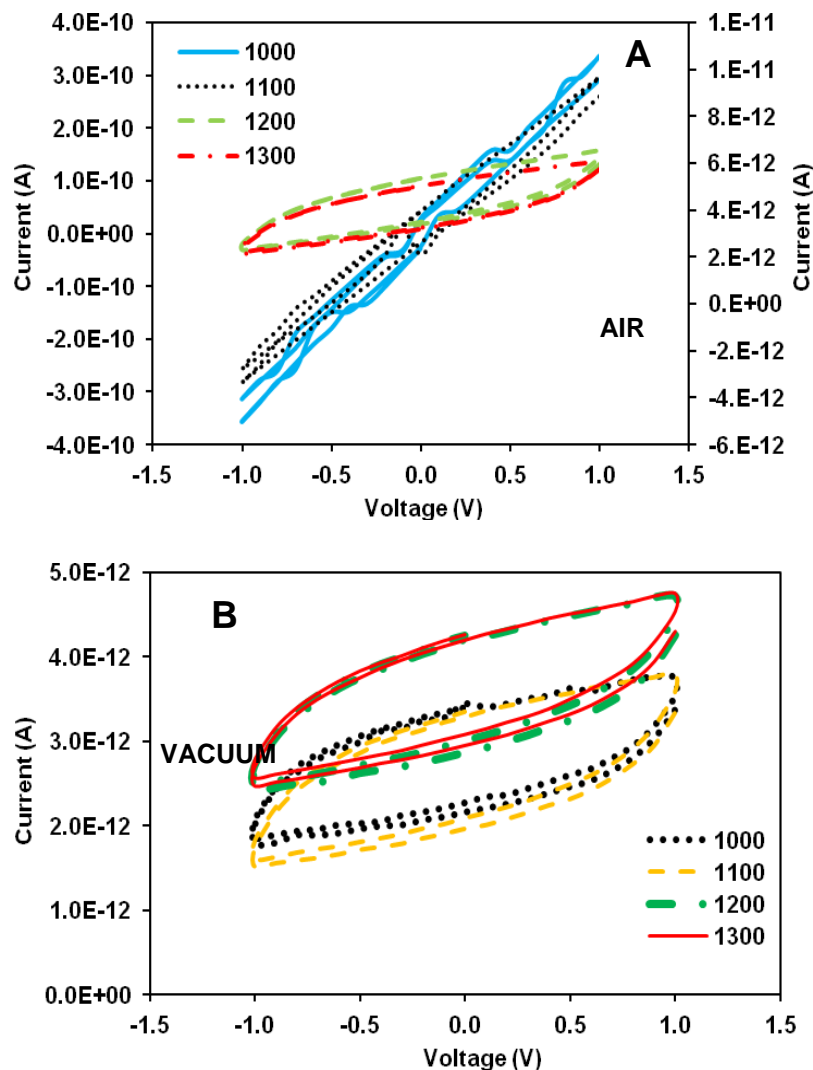 A
1000
1100
1200
1300
AIR
4.0E-10
3.0E-10
2.0E-10
1.0E-10
0.0E+00
-1.0E-10
-2.0E-10
-3.0E-10
-4.0E-10
Current (A)
1.E-11
1.E-11
8.E-12
6.E-12
4.E-12
2.E-12
0.E+00
-2.E-12
-4.E-12
-6.E-12
Current (A)
-1.5 -1.0 -0.5 0.0 0.5 1.0 1.5
Voltage (V)
B
VACUUM
5.0E-12
4.0E-12
3.0E-12
2.0E-12
1.0E-12
0.0E+00
Current (A)
1000
1100
1200
1300
-1.5 -1.0 -0.5 0.0 0.5 1.0 1.5
Voltage (V)